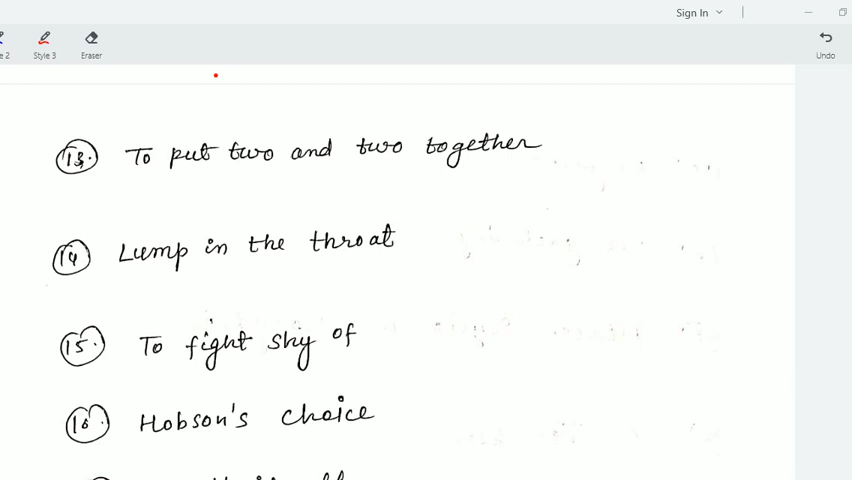 Sign In
e 2 Style 3 Eraser Undo
13. To put two and two together
14 Lump in the throat
15. To fight shy of
16. Hobson's choice